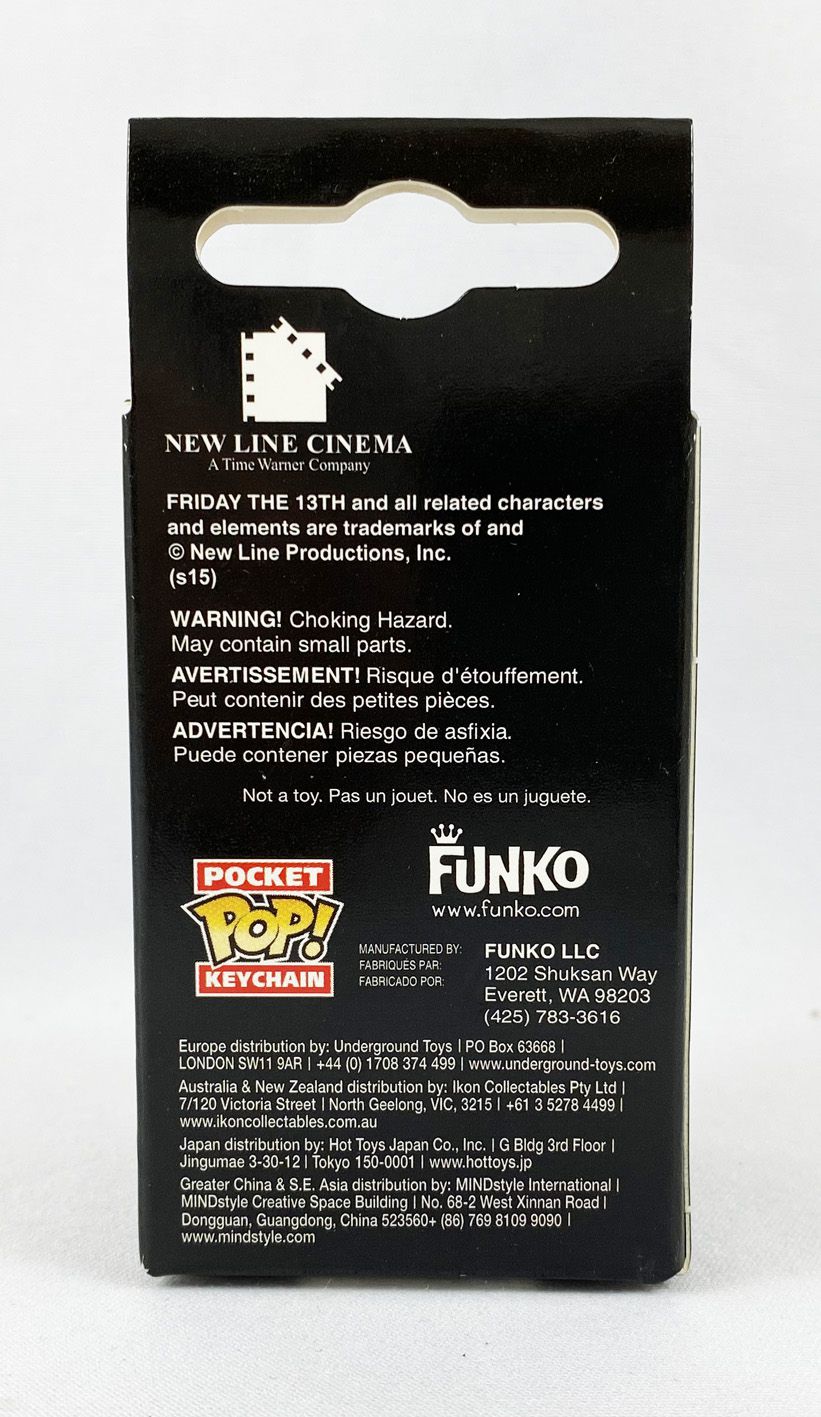 NEW LINE CINEMA
A Time Warner Company
FRIDAY THE 13TH and all related characters
and elements are trademarks of and
© New Line Productions, Inc.
(s15)
WARNING! Choking Hazard.
May contain small parts.
AVERTISSEMENT! Risque d'étouffement.
Peut contenir des petites pièces.
ADVERTENCIA! Riesgo de asfixia.
Puede contener piezas pequeñas.
Not a toy. Pas un jouet. No es un juguete.
POCKET
POP!
KEYCHAIN
FUNKO
www.funko.com
MANUFACTURED BY:
FABRIQUÉS PAR:
FABRICADO POR:
FUNKO LLC
1202 Shuksan Way
Everett, WA 98203
(425) 783-3616
Europe distribution by: Underground Toys | PO Box 63668 |
LONDON SW11 9AR | +44 (0) 1708 374 499 | www.underground-toys.com
Australia & New Zealand distribution by: Ikon Collectables Pty Ltd |
7/120 Victoria Street | North Geelong, VIC, 3215 | +61 3 5278 4499 |
www.ikoncollectables.com.au
Japan distribution by: Hot Toys Japan Co., Inc. | G Bldg 3rd Floor |
Jingumae 3-30-12 | Tokyo 150-0001 | www.hottoys.jp
Greater China & S.E. Asia distribution by: MINDstyle International |
MINDstyle Creative Space Building | No. 68-2 West Xinnan Road |
Dongguan, Guangdong, China 523560+ (86) 769 8109 9090 |
www.mindstyle.com